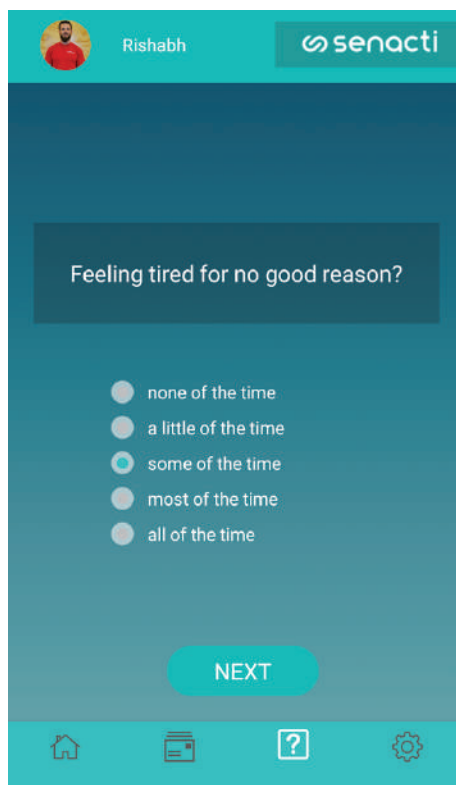 Rishabh
senacti
Feeling tired for no good reason?
none of the time
a little of the time
some of the time
most of the time
all of the time
NEXT
?